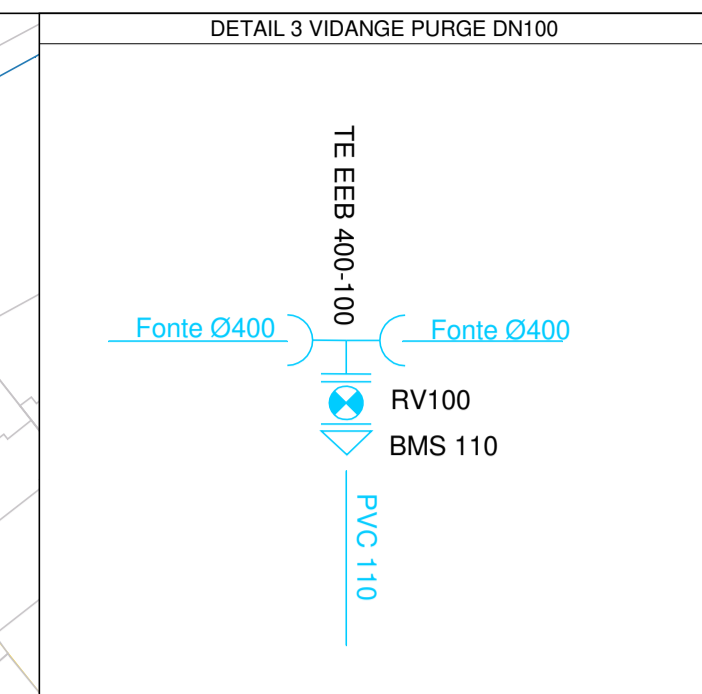 DETAIL 3 VIDANGE PURGE DN100
TE EEB 400-100
Fonte Ø400
Fonte Ø400
RV100
BMS 110
PVC 110